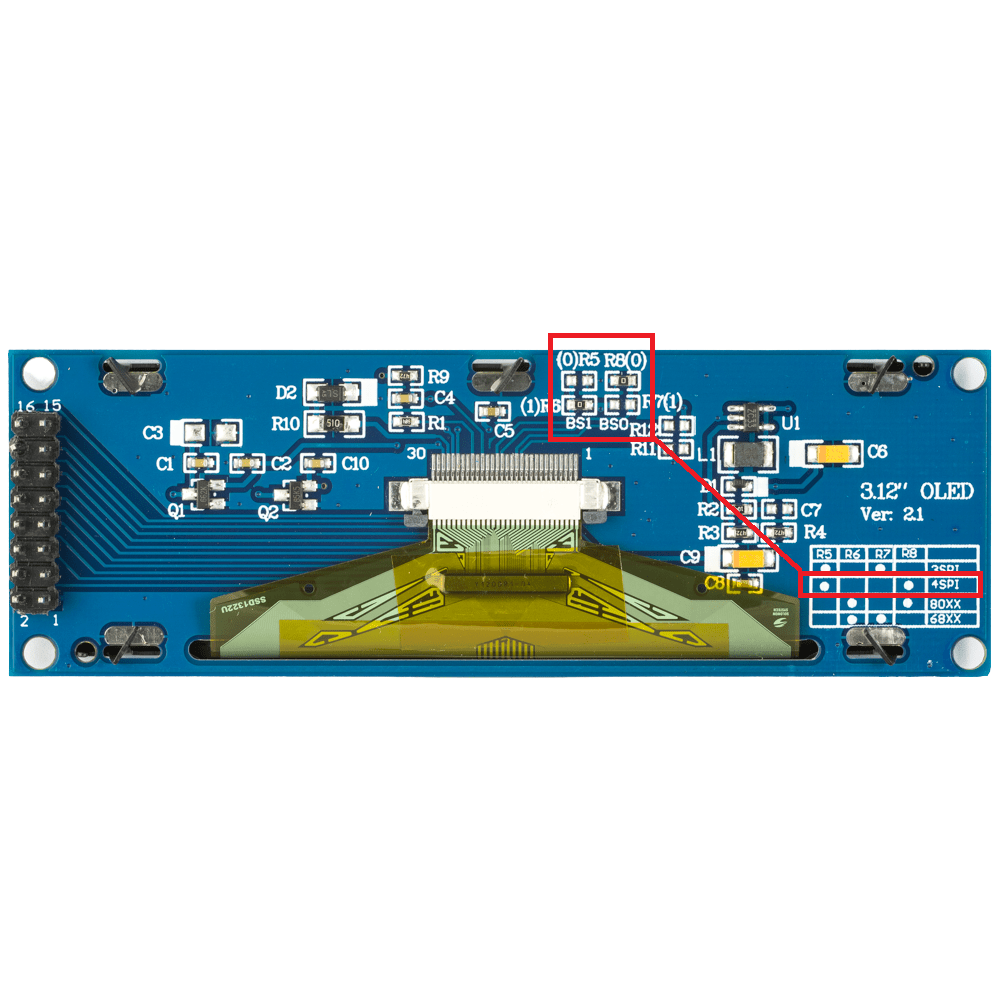 (0)R5 R8(0)
(1)R6 R7(1)
BS1 BS0
16 15
D2
R9
C4
R10
R1
C5
R12
R11
U1
C3
30
1
L1
C6
C1
C2
C10
Q1
Q2
R2
C7
R3
R4
C9
C8
3.12" OLED
Ver: 2.1
510
SSD1322U
2 1
R5 R6 R7 R8
3SPI
4SPI
80XX
68XX